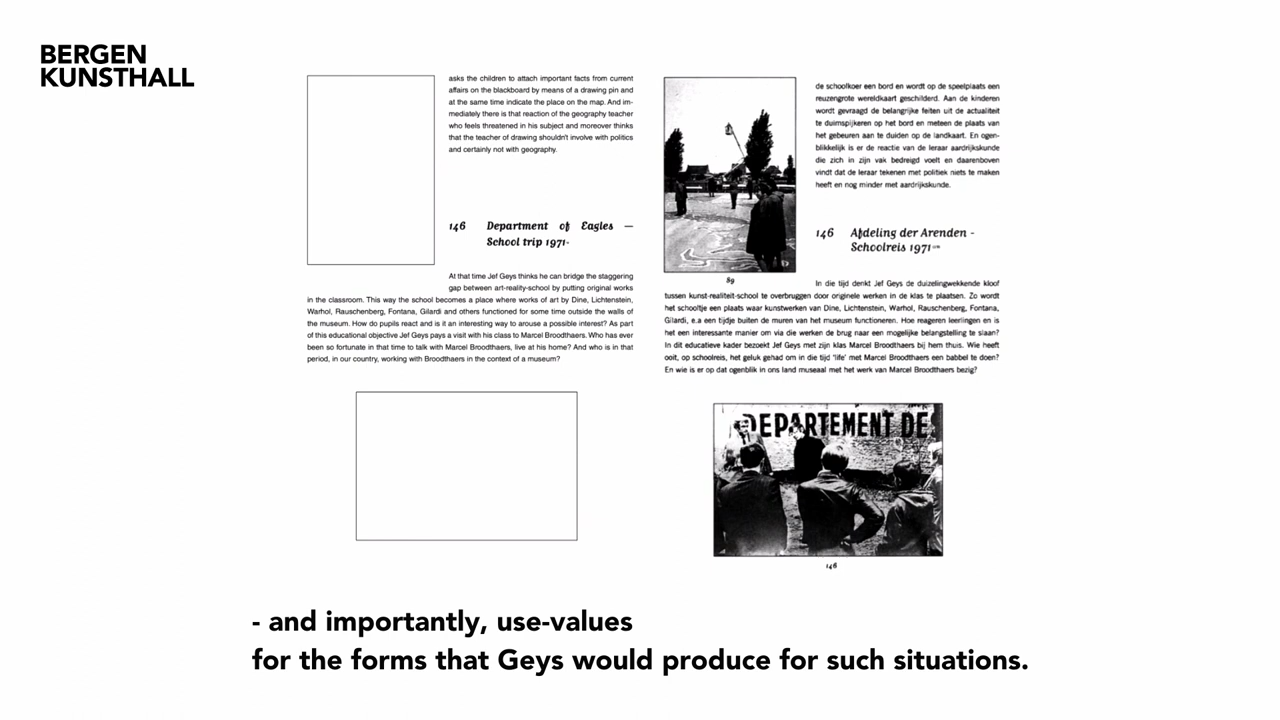 BERGEN
KUNSTHALL
asks the children to attach important facts from current
affairs on the blackboard by means of a drawing pin and
at the same time indicate the place on the map. And im-
mediately there is that reaction of the geography teacher
who feels threatened in his subject and moreover thinks
that the teacher of drawing shouldn't involve with politics
and certainly not with geography.
146 Department of Eagles —
School trip 1971-
At that time Jef Geys thinks he can bridge the staggering
gap between art-reality-school by putting original works
in the classroom. This way the school becomes a place where works of art by Dine, Lichtenstein,
Warhol, Rauschenberg, Fontana, Gilardi and others functioned for some time outside the walls of
the museum. How do pupils react and is it an interesting way to arouse a possible interest? As part
of this educational objective Jef Geys pays a visit with his class to Marcel Broodthaers. Who has ever
been so fortunate in that time to talk with Marcel Broodthaers, live at his home? And who is in that
period, in our country, working with Broodthaers in the context of a museum?
de schoolkoer een bord en wordt op de speelplaats een
reuzengrote wereldkaart geschilderd. Aan de kinderen
wordt gevraagd de belangrijke feiten uit de actualiteit
te duimspijkeren op het bord en meteen de plaats van
het gebeuren aan te duiden op de landkaart. En ogen-
blikkelijk is er de reactie van de leraar aardrijkskunde
die zich in zijn vak bedreigd voelt en daarenboven
vindt dat de leraar tekenen met politiek niets te maken
heeft en nog minder met aardrijkskunde.
146 Afdeling der Arenden -
Schoolreis 1971
89
In die tijd denkt Jef Geys de duizelingwekkende kloof
tussen kunst-realiteit-school te overbruggen door originele werken in de klas te plaatsen. Zo wordt
het schooltje een plaats waar kunstwerken van Dine, Lichtenstein, Warhol, Rauschenberg, Fontana,
Gilardi, e.a een tijdje buiten de muren van het museum functioneren. Hoe reageren leerlingen en is
het een interessante manier om via die werken de brug naar een mogelijke belangstelling te slaan?
In dit educatieve kader bezoekt Jef Geys met zijn klas Marcel Broodthaers bij hem thuis. Wie heeft
ooit, op schoolreis, het geluk gehad om in die tijd 'life' met Marcel Broodthaers een babbel te doen?
En wie is er op dat ogenblik in ons land museaal met het werk van Marcel Broodthaers bezig?
DEPARTEMENT DES
146
- and importantly, use-values
for the forms that Geys would produce for such situations.